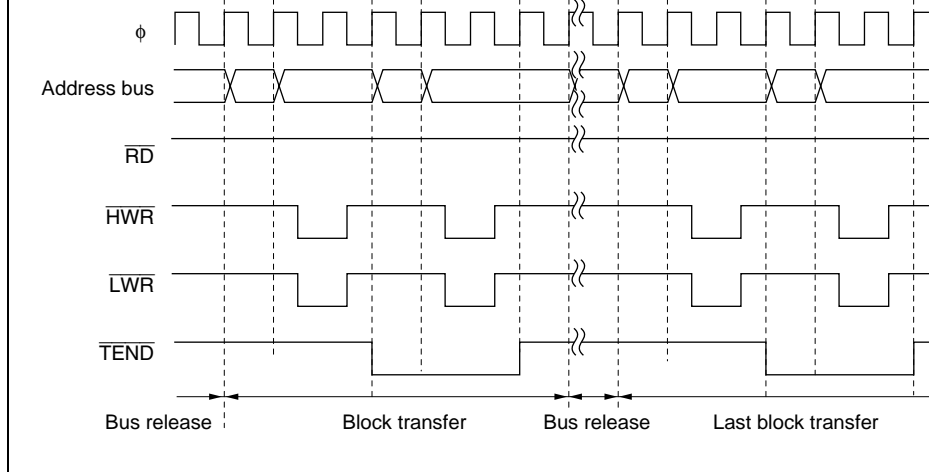 ϕ
Address bus
RD
HWR
LWR
TEND
Bus release Block transfer Bus release Last block transfer